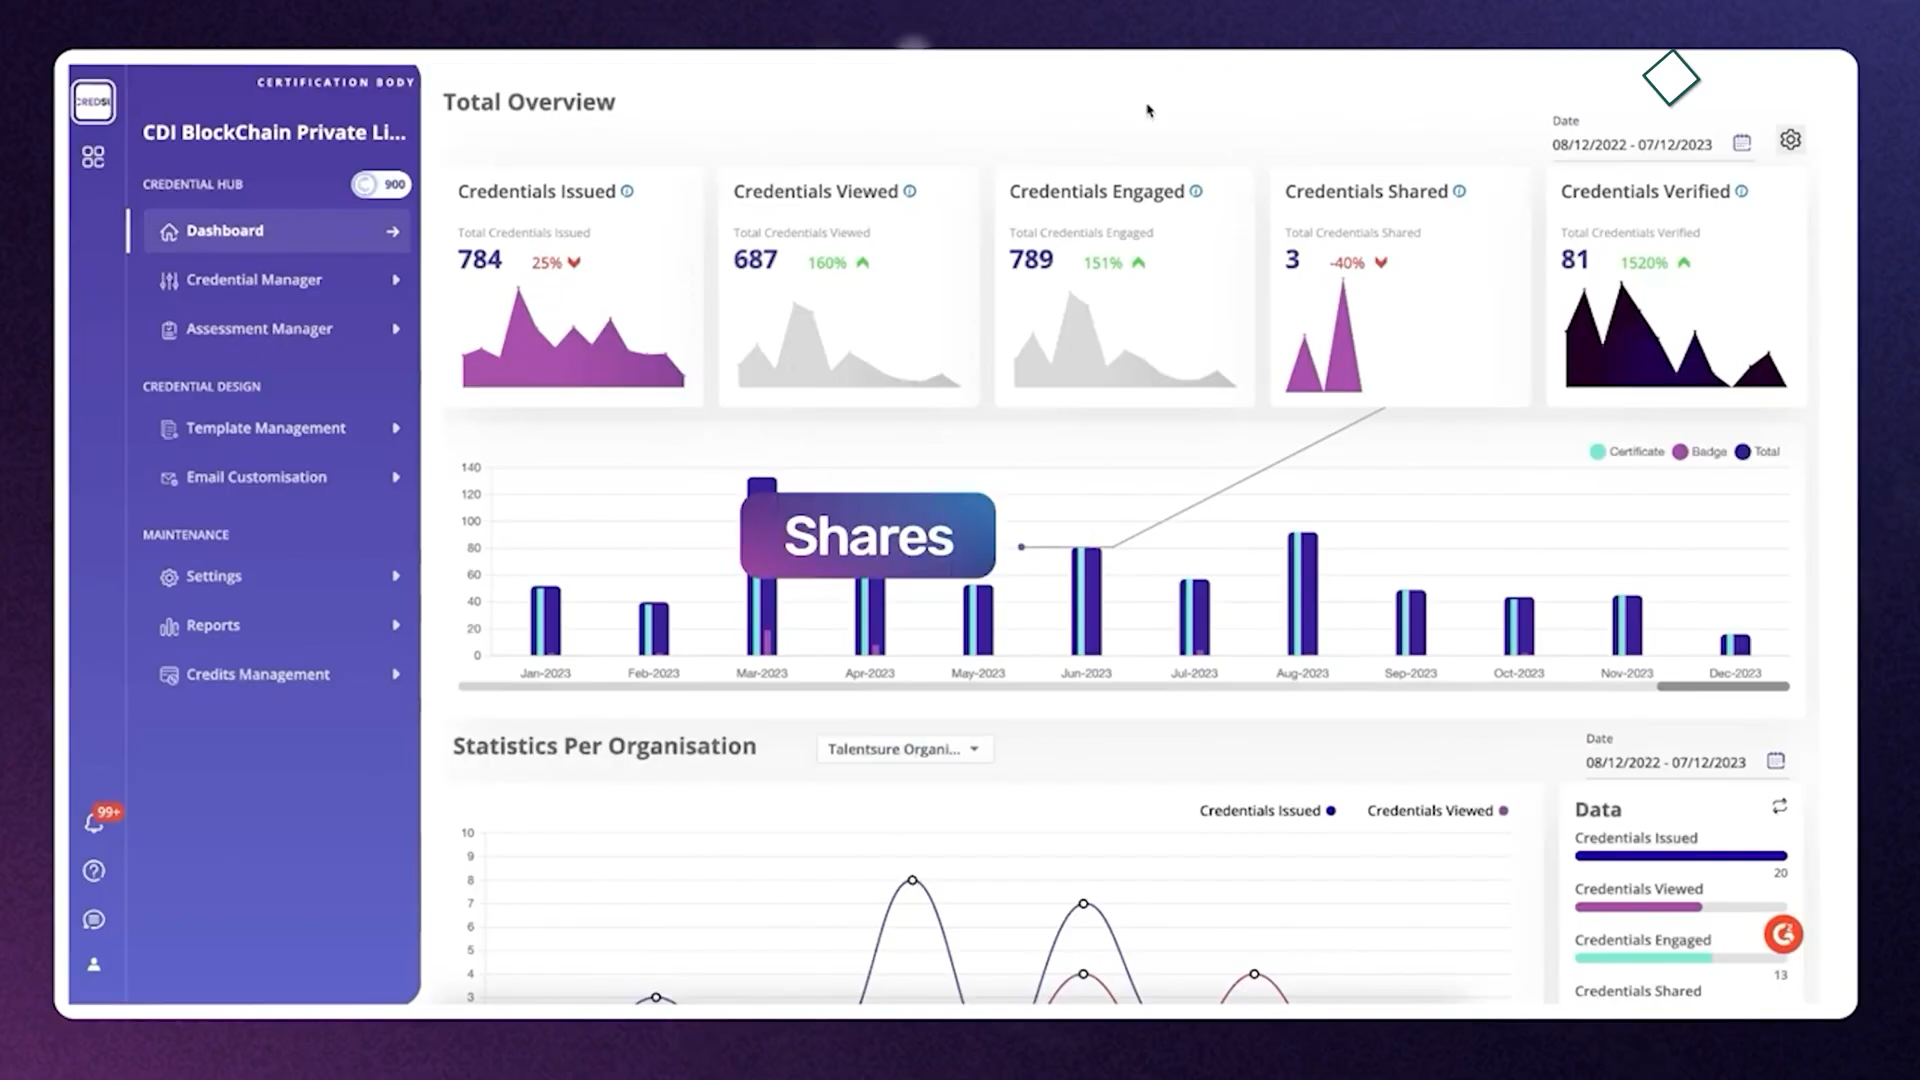 CERTIFICATION BODY
CREDSI
CDI BlockChain Private Li...
CREDENTIAL HUB
900
Dashboard
Credential Manager
Assessment Manager
CREDENTIAL DESIGN
Template Management
Email Customisation
MAINTENANCE
Settings
Reports
Credits Management
99+
Total Overview
Date
08/12/2022 - 07/12/2023
Credentials Issued
Total Credentials Issued
784 25%
Credentials Viewed
Total Credentials Viewed
687 160%
Credentials Engaged
Total Credentials Engaged
789 151%
Credentials Shared
Total Credentials Shared
3 -40%
Credentials Verified
Total Credentials Verified
81 1520%
Certificate Badge Total
140
120
100
80
60
40
20
0
Shares
Jan-2023 Feb-2023 Mar-2023 Apr-2023 May-2023 Jun-2023 Jul-2023 Aug-2023 Sep-2023 Oct-2023 Nov-2023 Dec-2023
Statistics Per Organisation
Talentsure Organi...
Date
08/12/2022 - 07/12/2023
Credentials Issued Credentials Viewed
10
9
8
7
6
5
4
3
Data
Credentials Issued
20
Credentials Viewed
Credentials Engaged
13
Credentials Shared